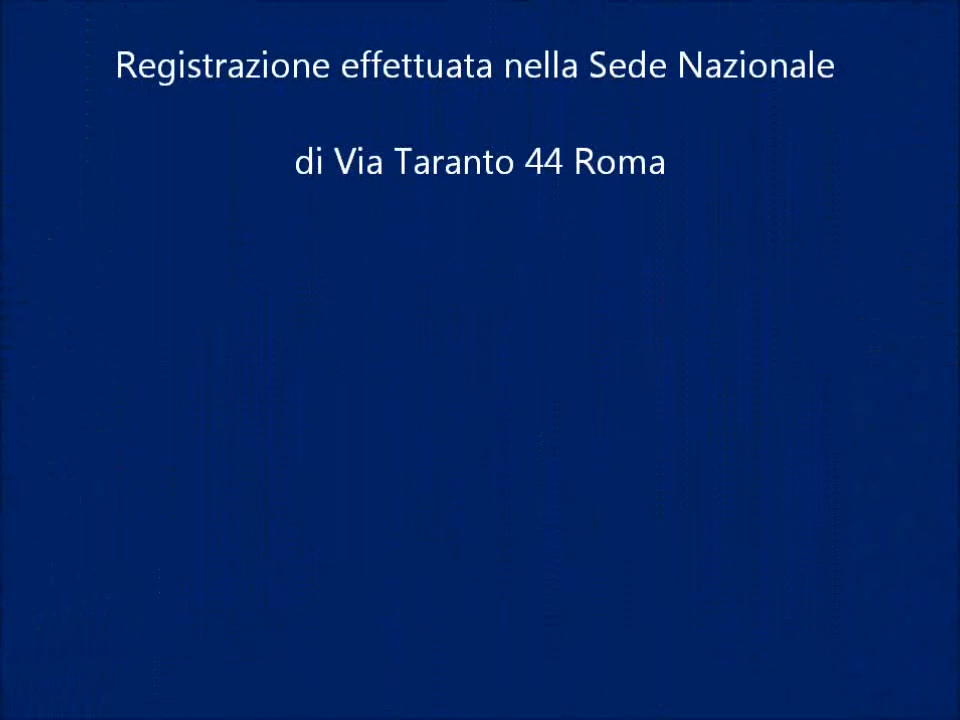 Registrazione effettuata nella Sede Nazionale
di Via Taranto 44 Roma